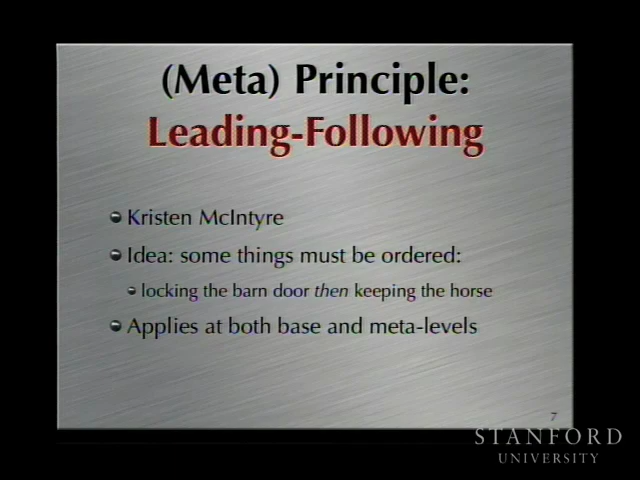 (Meta) Principle:
Leading-Following
Kristen McIntyre
Idea: some things must be ordered:
locking the barn door then keeping the horse
Applies at both base and meta-levels
7
STANFORD
UNIVERSITY